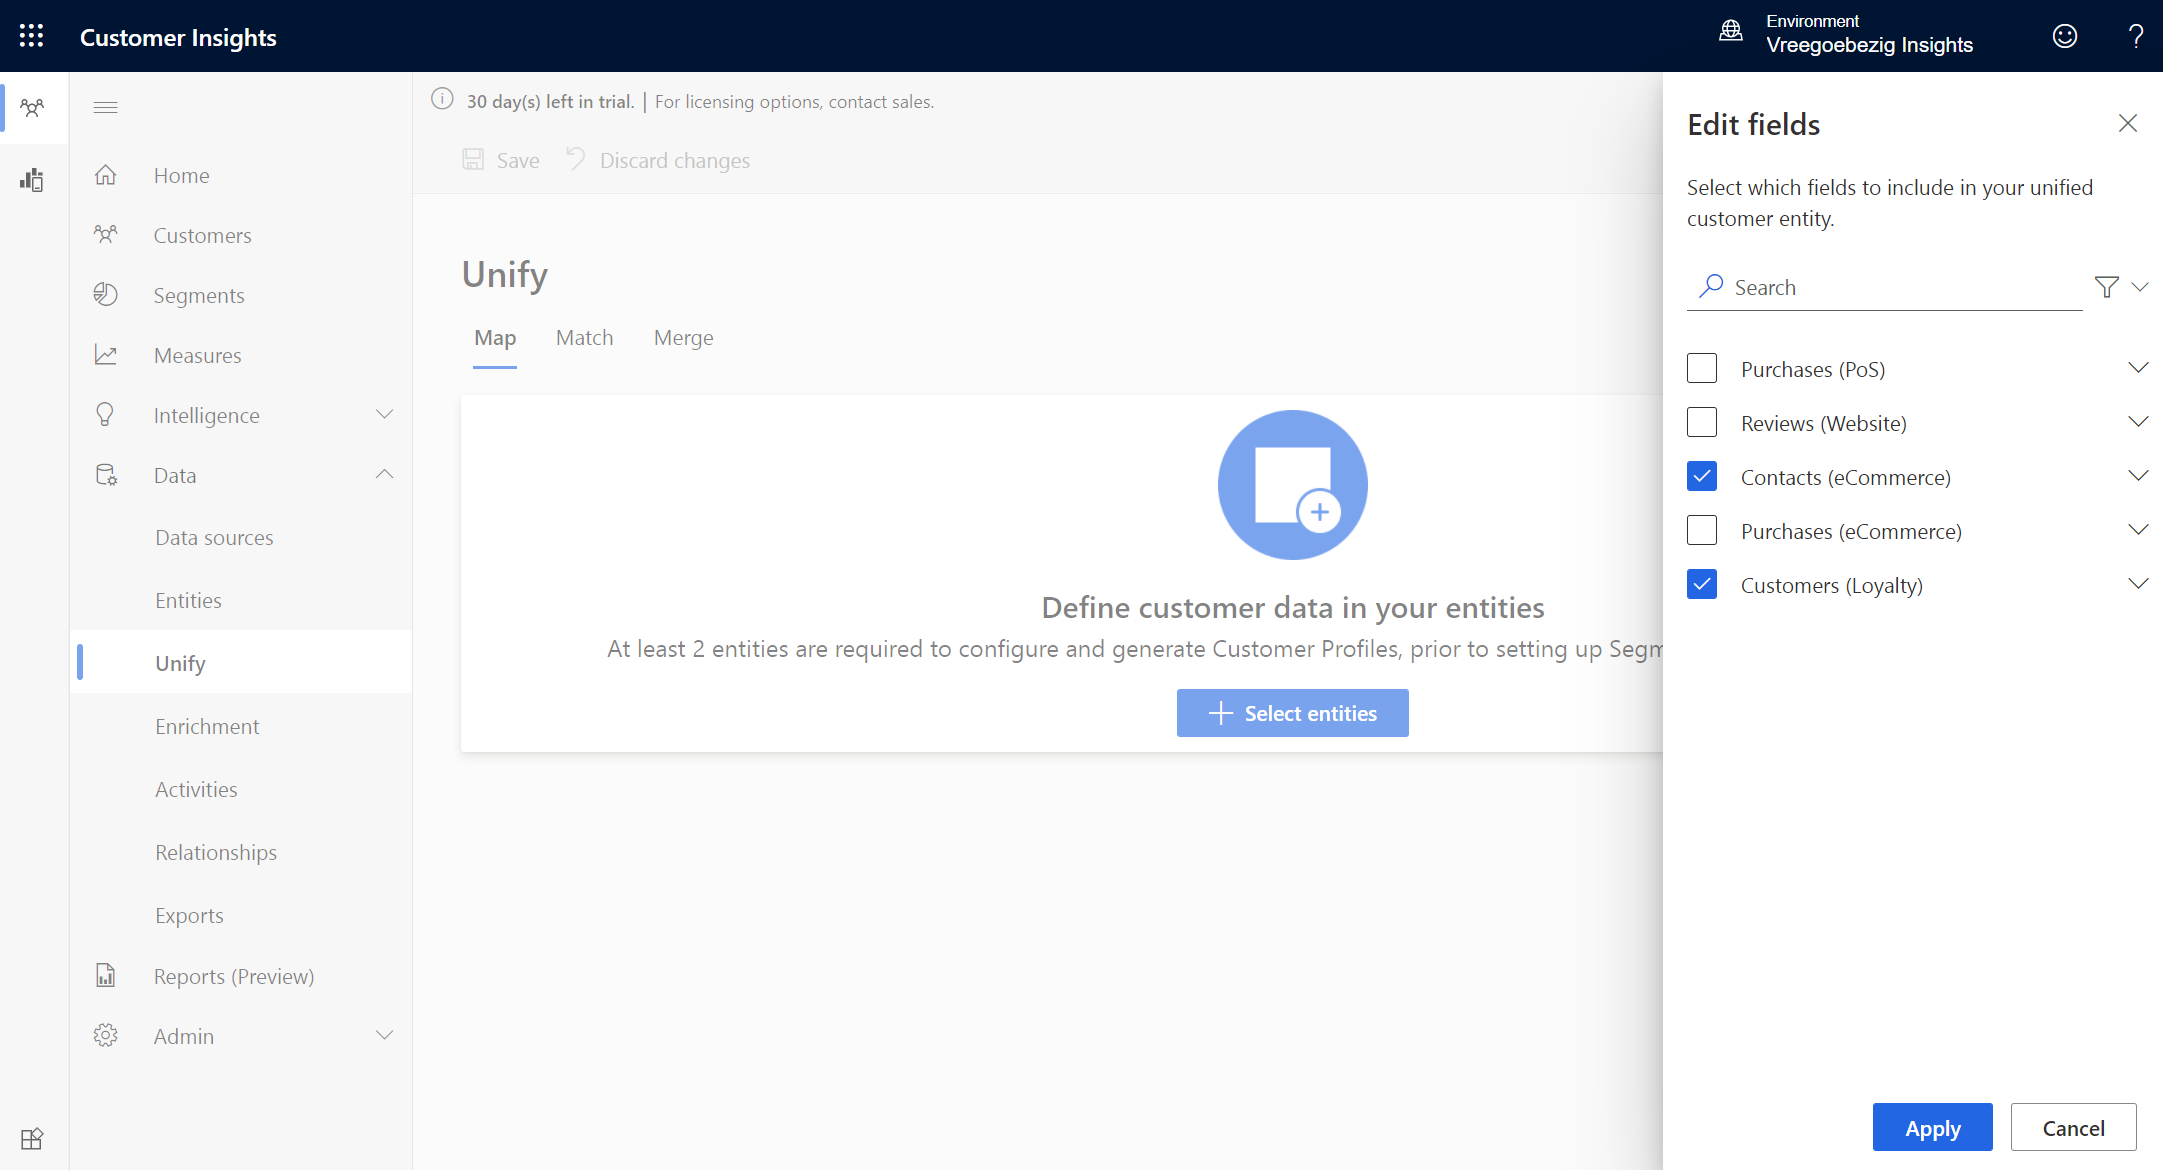 Customer Insights
Environment
Vreegoebezig Insights
?
30 day(s) left in trial. | For licensing options, contact sales.
Save
Discard changes
Home
Customers
Segments
Measures
Intelligence
Data
Data sources
Entities
Unify
Enrichment
Activities
Relationships
Exports
Reports (Preview)
Admin
Unify
Map
Match
Merge
Define customer data in your entities
At least 2 entities are required to configure and generate Customer Profiles, prior to setting up Segm
Select entities
Edit fields
Select which fields to include in your unified
customer entity.
Search
Purchases (PoS)
Reviews (Website)
Contacts (eCommerce)
Purchases (eCommerce)
Customers (Loyalty)
Apply
Cancel